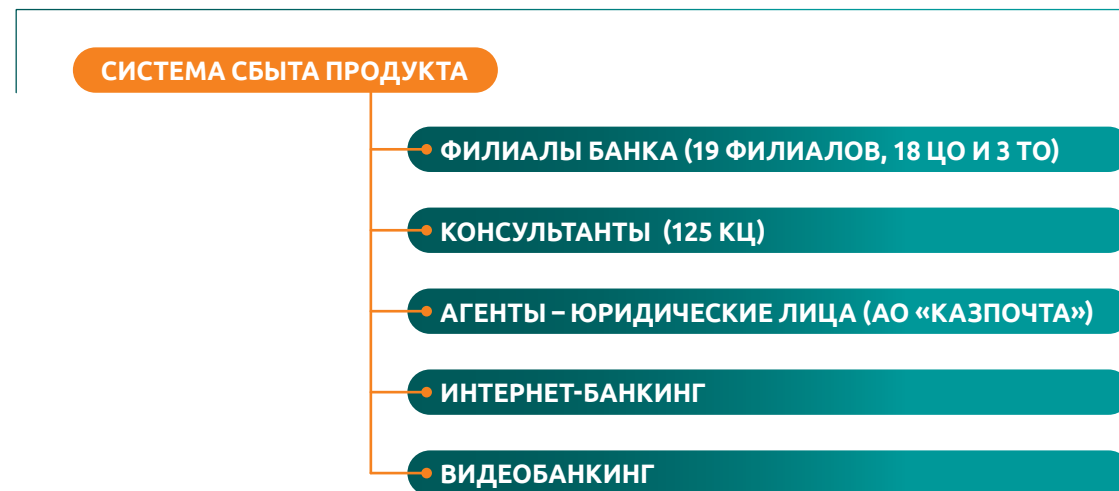 СИСТЕМА СБЫТА ПРОДУКТА
ФИЛИАЛЫ БАНКА (19 ФИЛИАЛОВ, 18 ЦО И 3 ТО)
КОНСУЛЬТАНТЫ (125 КЦ)
АГЕНТЫ – ЮРИДИЧЕСКИЕ ЛИЦА (АО «КАЗПОЧТА»)
ИНТЕРНЕТ-БАНКИНГ
ВИДЕОБАНКИНГ